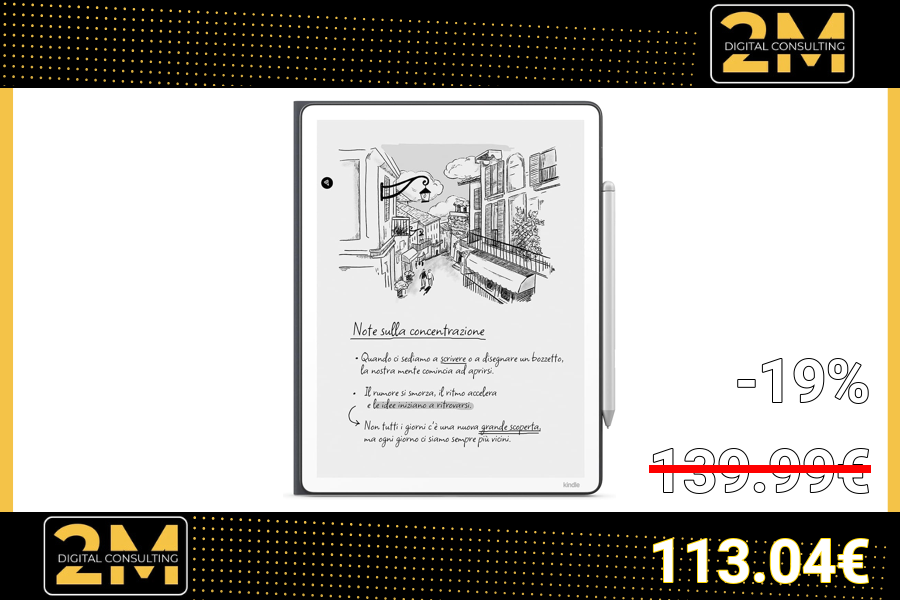 2M
DIGITAL CONSULTING
Note sulla concentrazione
• Quando ci sediamo a scrivere o a disegnare un bozzetto,
la nostra mente comincia ad aprirsi.
• Il rumore si smorza, il ritmo accelera
e le idee iniziano a ritrovarsi.
Non tutti i giorni c'è una nuova grande scoperta,
ma ogni giorno ci siamo sempre più vicini.
kindle
-19%
139.99€
2M
DIGITAL CONSULTING
113.04€